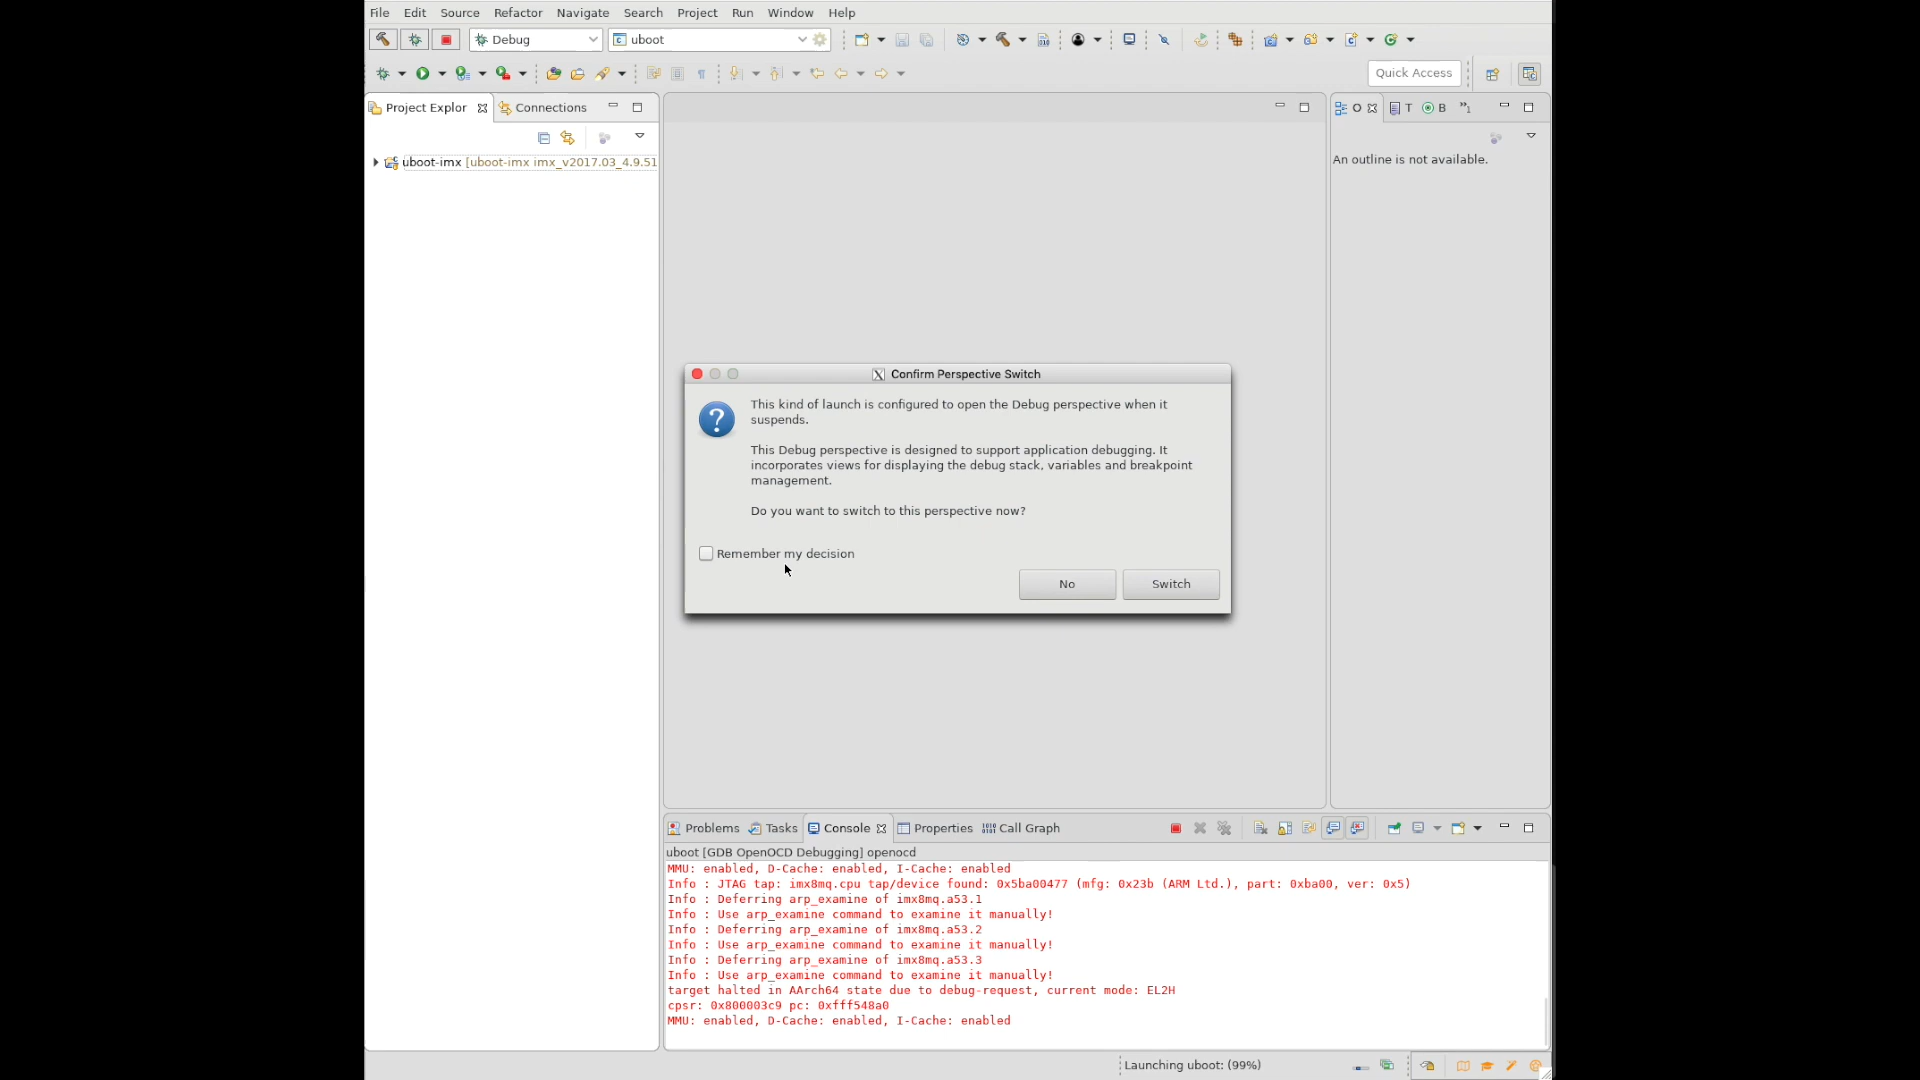 File Edit Source Refactor Navigate Search Project Run Window Help
Debug uboot
Quick Access
Project Explor Connections
O T B »1
uboot-imx [uboot-imx imx_v2017.03_4.9.51
An outline is not available.
Confirm Perspective Switch
This kind of launch is configured to open the Debug perspective when it
suspends.
This Debug perspective is designed to support application debugging. It
incorporates views for displaying the debug stack, variables and breakpoint
management.
Do you want to switch to this perspective now?
Remember my decision
No Switch
Problems Tasks Console Properties Call Graph
uboot [GDB OpenOCD Debugging] openocd
MMU: enabled, D-Cache: enabled, I-Cache: enabled
Info : JTAG tap: imx8mq.cpu tap/device found: 0x5ba00477 (mfg: 0x23b (ARM Ltd.), part: 0xba00, ver: 0x5)
Info : Deferring arp_examine of imx8mq.a53.1
Info : Use arp_examine command to examine it manually!
Info : Deferring arp_examine of imx8mq.a53.2
Info : Use arp_examine command to examine it manually!
Info : Deferring arp_examine of imx8mq.a53.3
Info : Use arp_examine command to examine it manually!
target halted in AArch64 state due to debug-request, current mode: EL2H
cpsr: 0x800003c9 pc: 0xfff548a0
MMU: enabled, D-Cache: enabled, I-Cache: enabled
Launching uboot: (99%)